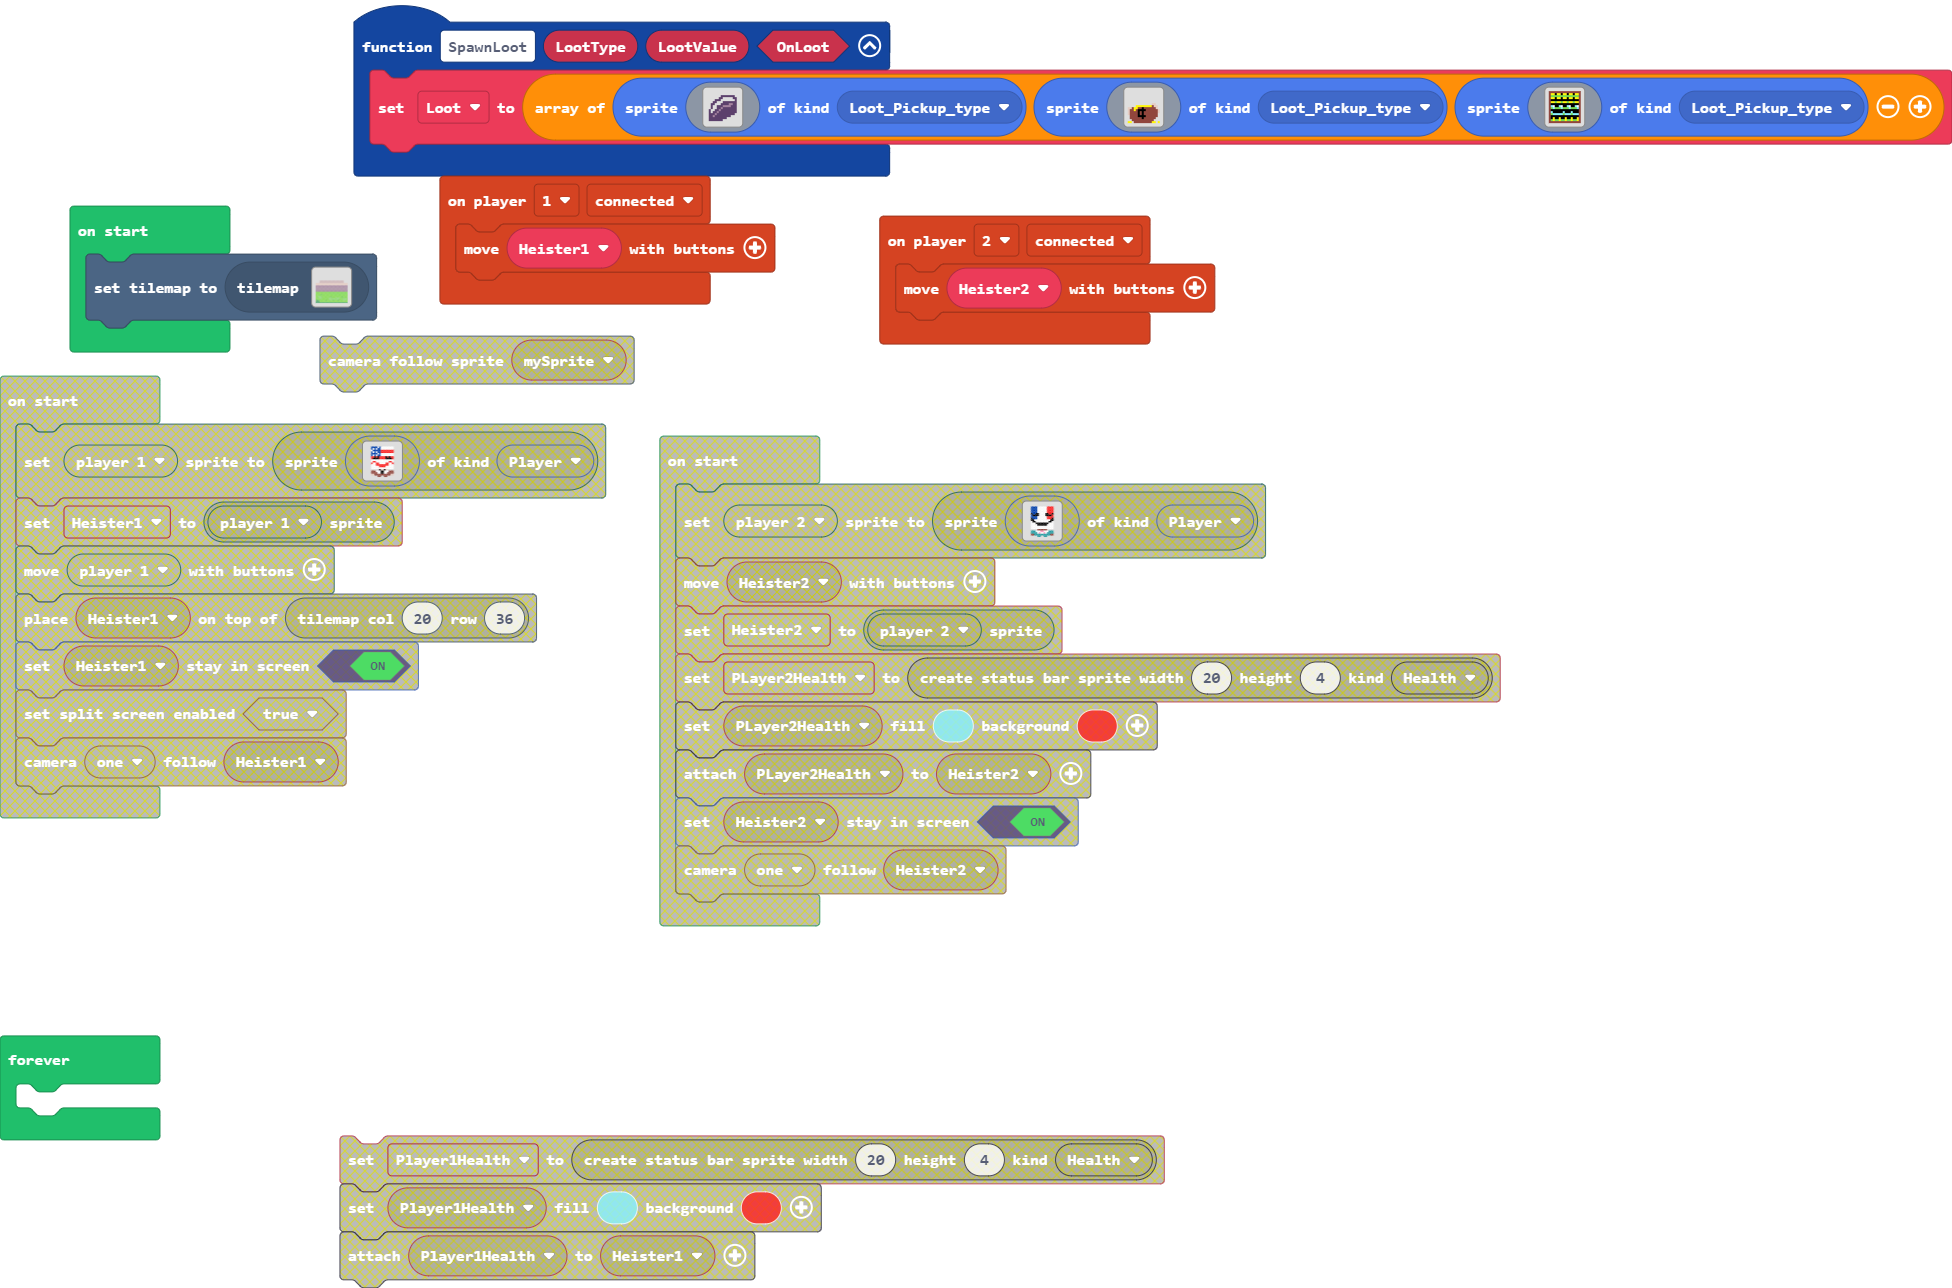 function SpawnLoot LootType LootValue OnLoot
set Loot to array of sprite of kind Loot_Pickup_type sprite of kind Loot_Pickup_type sprite of kind Loot_Pickup_type
on start
set tilemap to tilemap
on player 1 connected
move Heister1 with buttons
on player 2 connected
move Heister2 with buttons
camera follow sprite mySprite
on start
set player 1 sprite to sprite of kind Player
set Heister1 to player 1 sprite
move player 1 with buttons
place Heister1 on top of tilemap col 20 row 36
set Heister1 stay in screen ON
set split screen enabled true
camera one follow Heister1
on start
set player 2 sprite to sprite of kind Player
move Heister2 with buttons
set Heister2 to player 2 sprite
set PLayer2Health to create status bar sprite width 20 height 4 kind Health
set PLayer2Health fill background
attach PLayer2Health to Heister2
set Heister2 stay in screen ON
camera one follow Heister2
forever
set Player1Health to create status bar sprite width 20 height 4 kind Health
set Player1Health fill background
attach Player1Health to Heister1